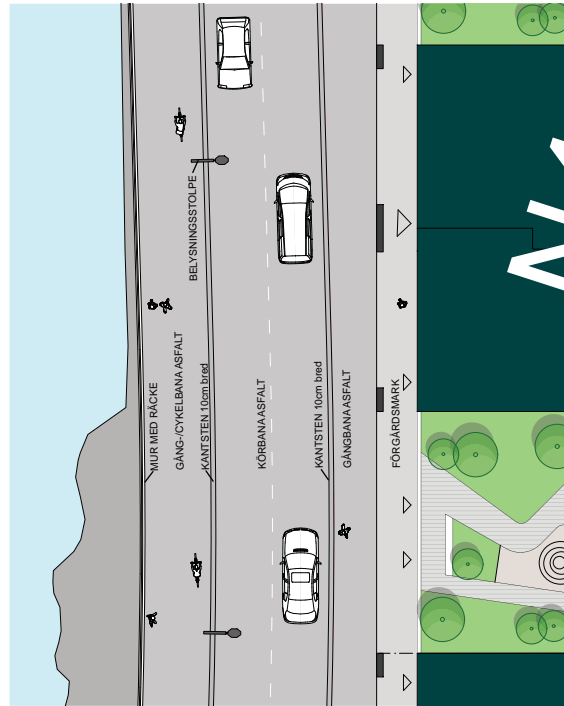 BELYSNINGSSTOLPE
MUR MED RÄCKE
GÅNG-/CYKELBANA ASFALT
KANTSTEN 10cm bred
KÖRBANA ASFALT
KANTSTEN 10cm bred
GÅNGBANA ASFALT
FÖRGÅRDSMARK